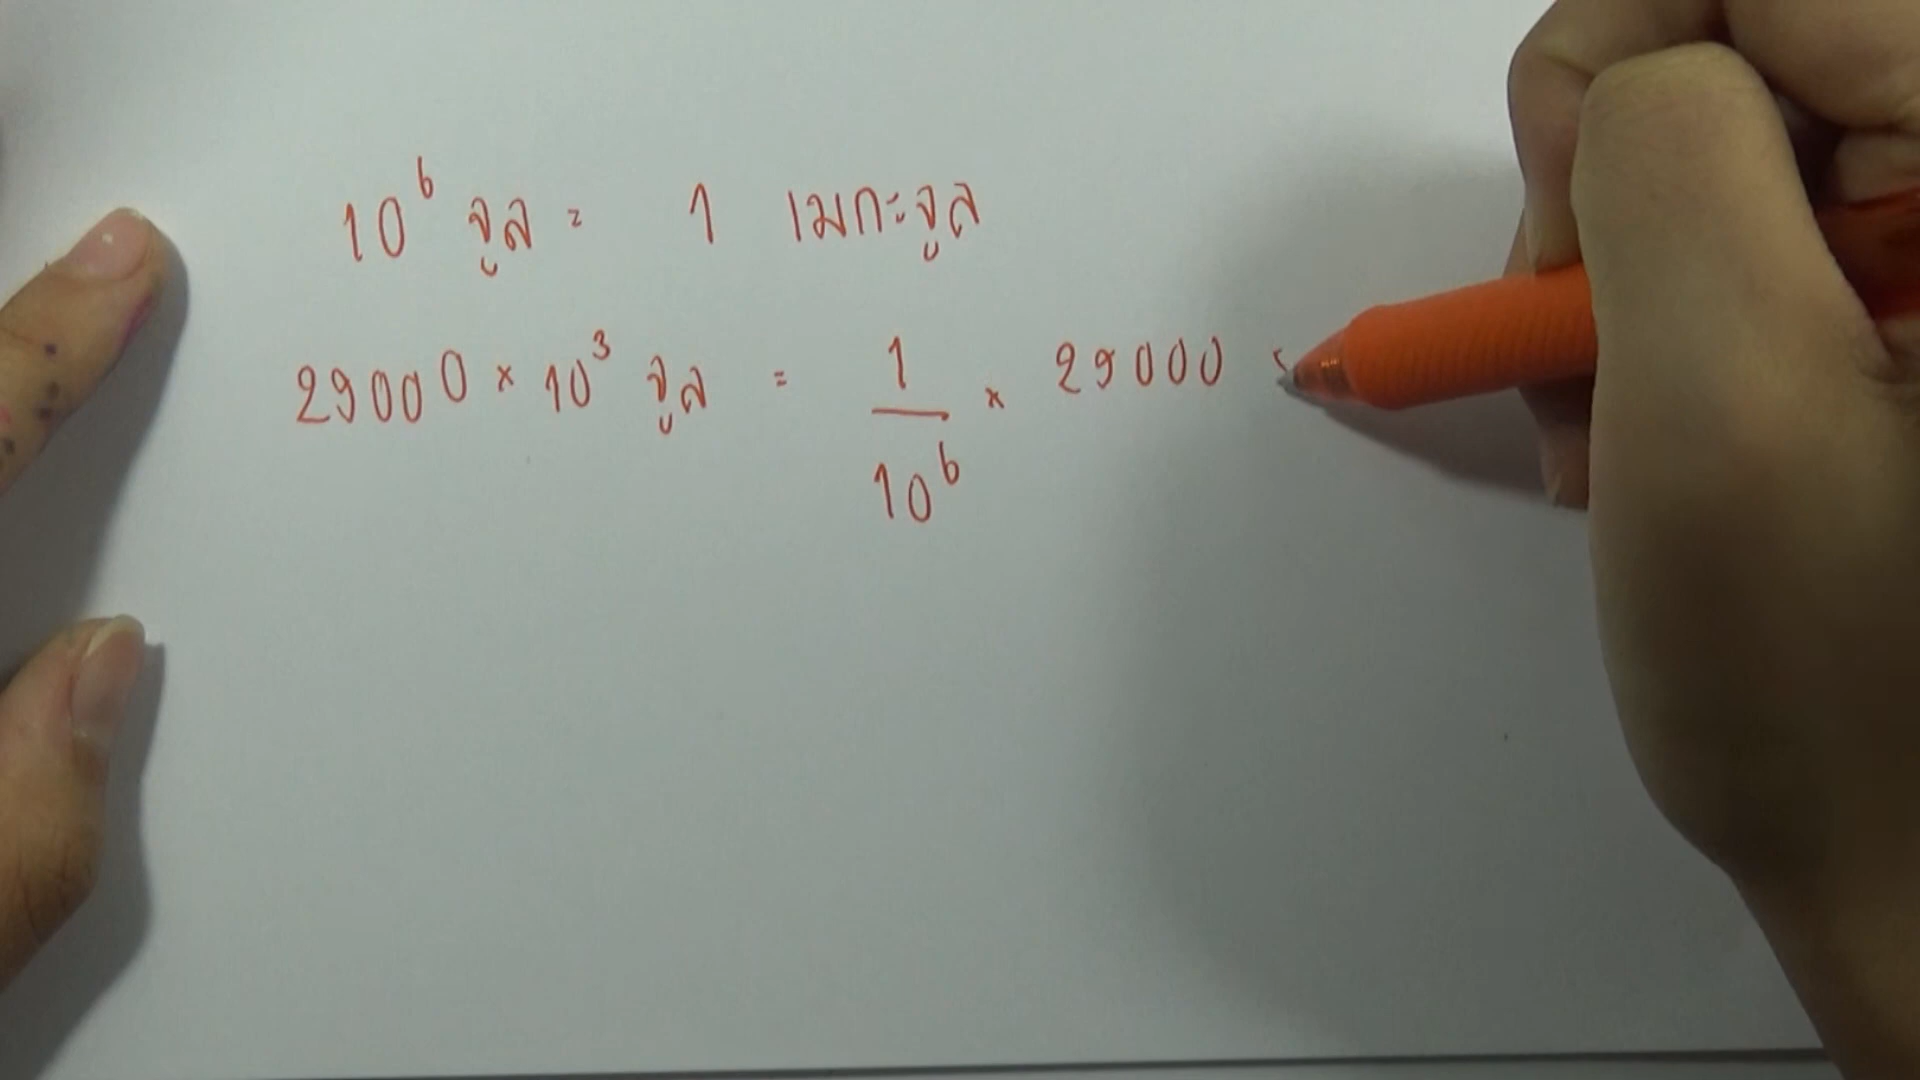 10⁶ จูล = 1 เมกะจูล
29000 × 10³ จูล = 1/10⁶ × 29000